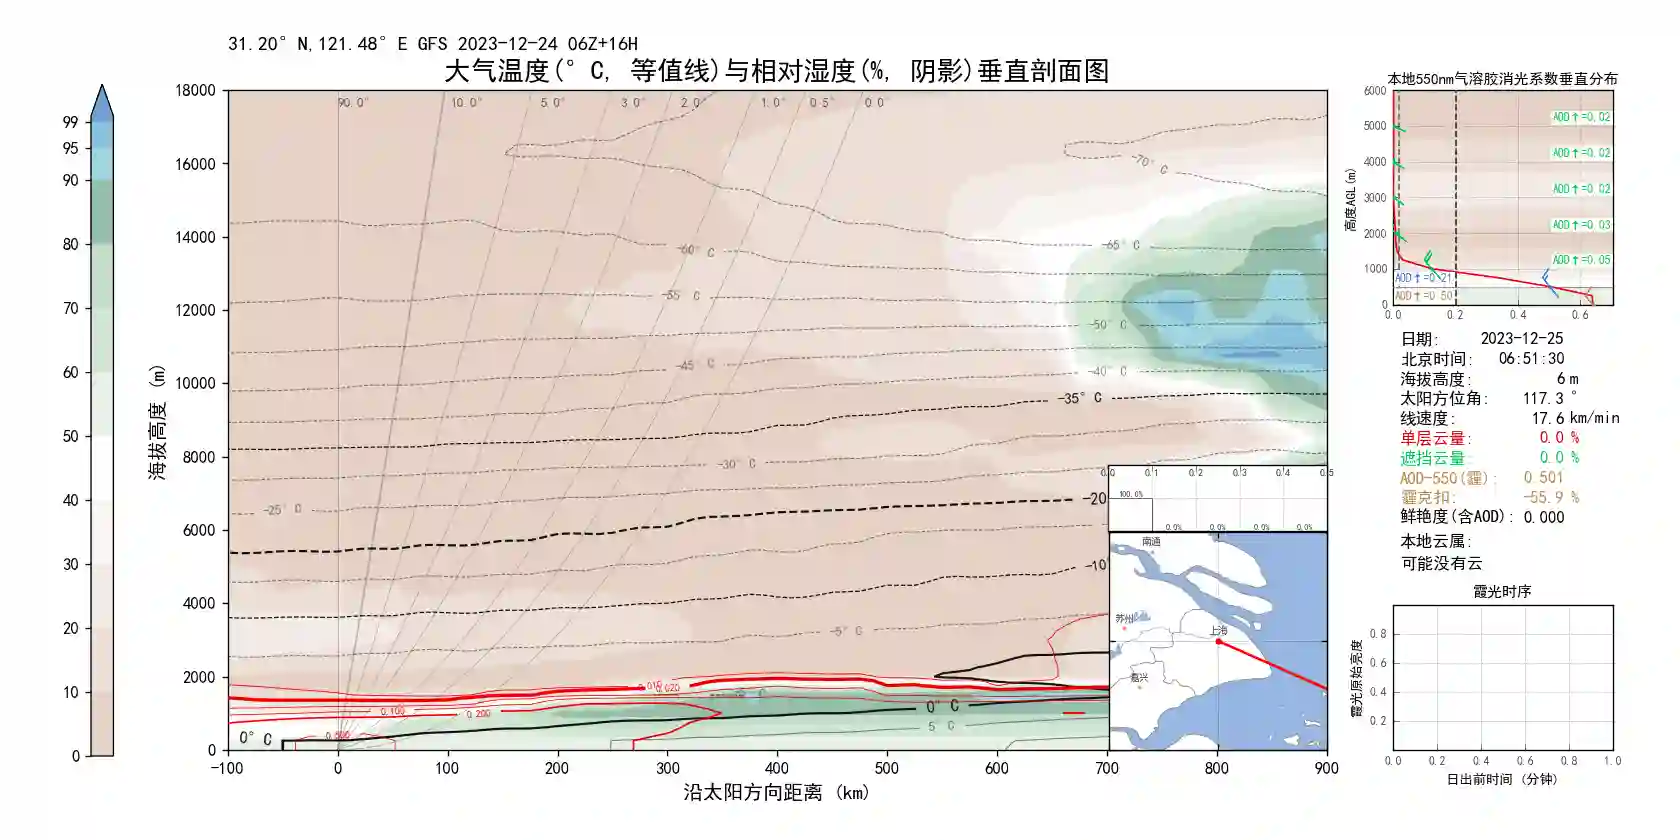 31.20° N,121.48° E GFS 2023-12-24 06Z+16H
大气温度(° C, 等值线)与相对湿度(%, 阴影)垂直剖面图
本地550nm气溶胶消光系数垂直分布
99
95
90
80
70
60
50
40
30
20
10
0
海拔高度 (m)
18000
16000
14000
12000
10000
8000
6000
4000
2000
0
90.0° 10.0° 5.0° 3.0° 2.0° 1.0° 0.5° 0.0°
-70° C
-65° C
-60° C
-55° C
-50° C
-45° C
-40° C
-35° C
-30° C
-25° C
-20
-10°
-5° C
0.020
0.100
0.200
0° C
0° C
5° C
-100 0 100 200 300 400 500 600 700 800 900
沿太阳方向距离 (km)
0.0 0.1 0.2 0.3 0.4 0.5
100.0%
0.0% 0.0% 0.0% 0.0%
南通
苏州
上海
嘉兴
高度AGL(m)
6000
5000
4000
3000
2000
1000
0
AOD↑=0.02
AOD↑=0.02
AOD↑=0.02
AOD↑=0.03
AOD↑=0.05
AOD↑=0.21
AOD↑=0.50
0.0 0.2 0.4 0.6
日期: 2023-12-25
北京时间: 06:51:30
海拔高度: 6 m
太阳方位角: 117.3 °
线速度: 17.6 km/min
单层云量: 0.0 %
遮挡云量: 0.0 %
AOD-550(霾): 0.501
霾克扣: -55.9 %
鲜艳度(含AOD): 0.000
本地云属:
可能没有云
霞光时序
霞光原始亮度
0.8
0.6
0.4
0.2
0.0 0.2 0.4 0.6 0.8 1.0
日出前时间 (分钟)